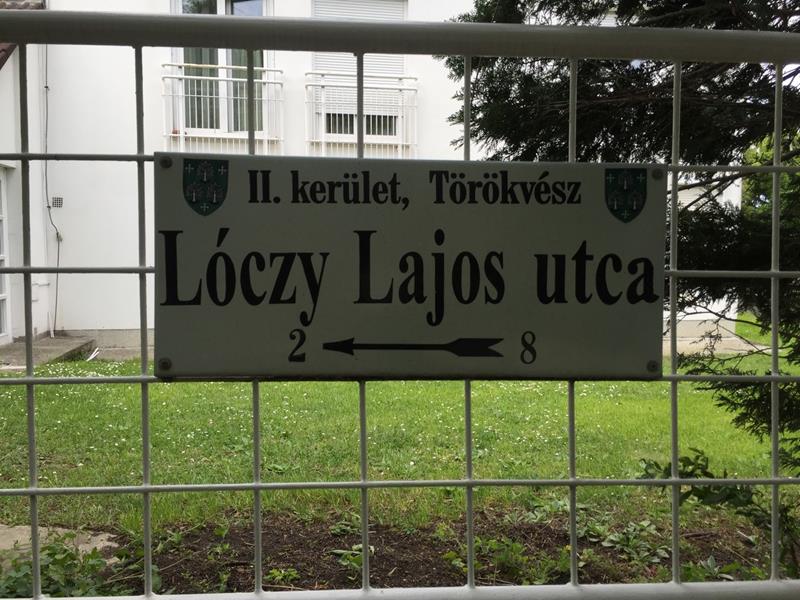 II. kerület, Törökvész
Lóczy Lajos utca
2 8